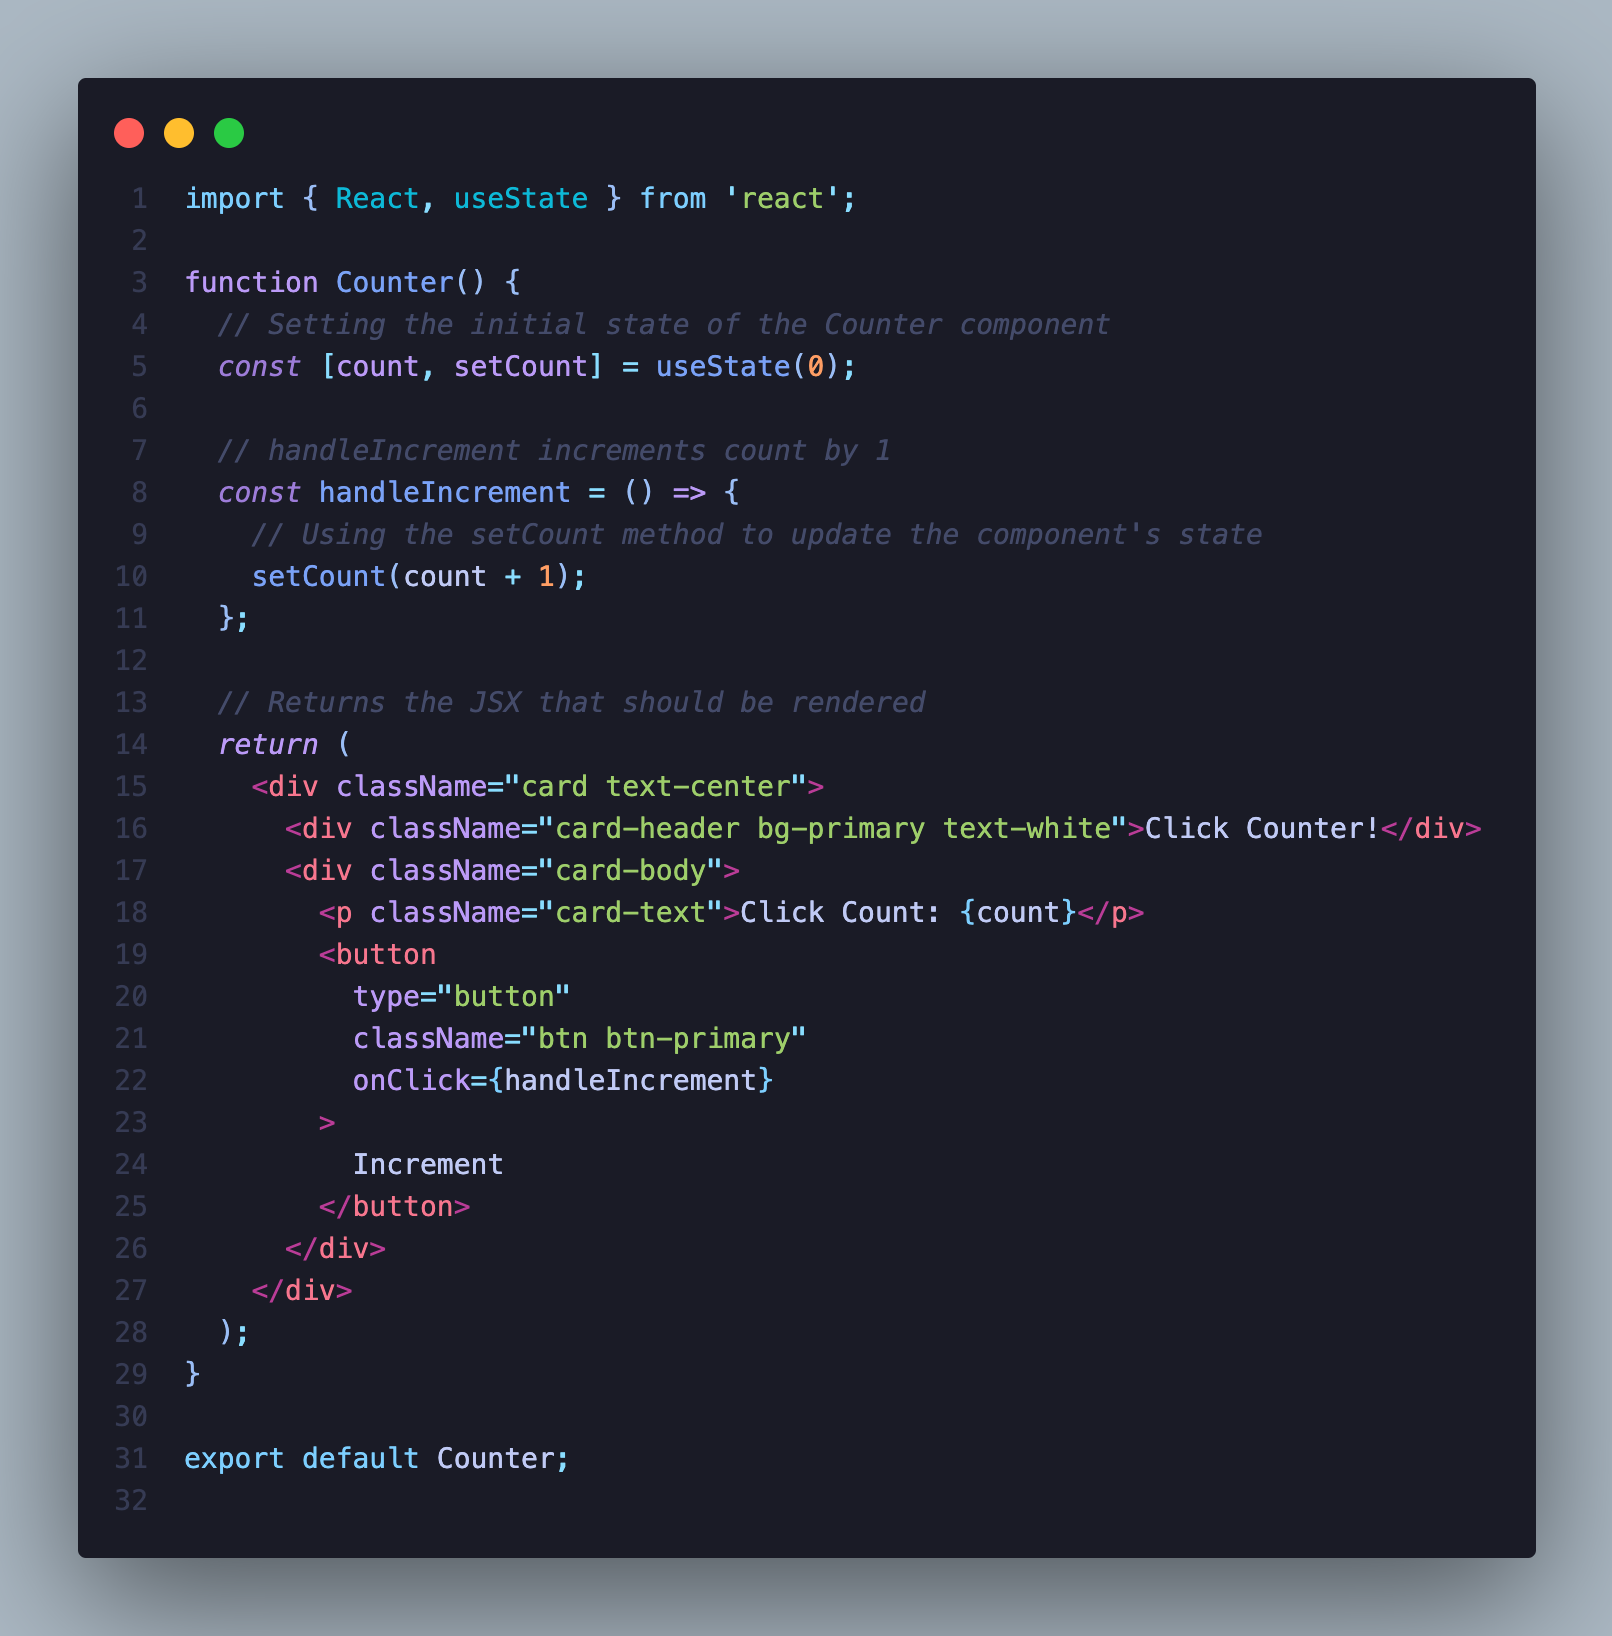 1 import { React, useState } from 'react';
2
3 function Counter() {
4   // Setting the initial state of the Counter component
5   const [count, setCount] = useState(0);
6
7   // handleIncrement increments count by 1
8   const handleIncrement = () => {
9     // Using the setCount method to update the component's state
10     setCount(count + 1);
11   };
12
13   // Returns the JSX that should be rendered
14   return (
15     <div className="card text-center">
16       <div className="card-header bg-primary text-white">Click Counter!</div>
17       <div className="card-body">
18         <p className="card-text">Click Count: {count}</p>
19         <button
20           type="button"
21           className="btn btn-primary"
22           onClick={handleIncrement}
23         >
24           Increment
25         </button>
26       </div>
27     </div>
28   );
29 }
30
31 export default Counter;
32